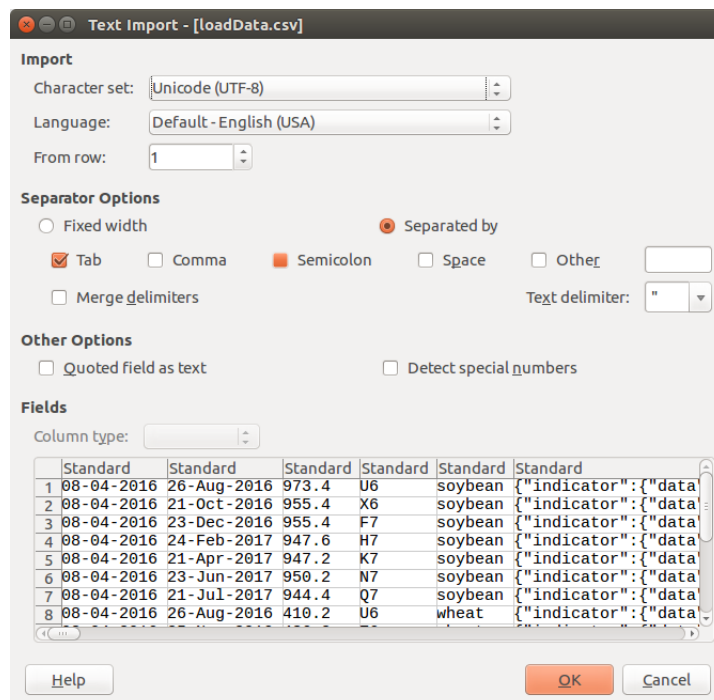 Text Import - [loadData.csv]
Import
Character set: Unicode (UTF-8)
Language: Default - English (USA)
From row: 1
Separator Options
Fixed width Separated by
Tab Comma Semicolon Space Other
Merge delimiters Text delimiter: "
Other Options
Quoted field as text Detect special numbers
Fields
Column type:
Standard Standard Standard Standard Standard Standard
1 08-04-2016 26-Aug-2016 973.4 U6 soybean {"indicator":{"data"
2 08-04-2016 21-Oct-2016 955.4 X6 soybean {"indicator":{"data"
3 08-04-2016 23-Dec-2016 955.4 F7 soybean {"indicator":{"data"
4 08-04-2016 24-Feb-2017 947.6 H7 soybean {"indicator":{"data"
5 08-04-2016 21-Apr-2017 947.2 K7 soybean {"indicator":{"data"
6 08-04-2016 23-Jun-2017 950.2 N7 soybean {"indicator":{"data"
7 08-04-2016 21-Jul-2017 944.4 Q7 soybean {"indicator":{"data"
8 08-04-2016 26-Aug-2016 410.2 U6 wheat {"indicator":{"data"
Help OK Cancel